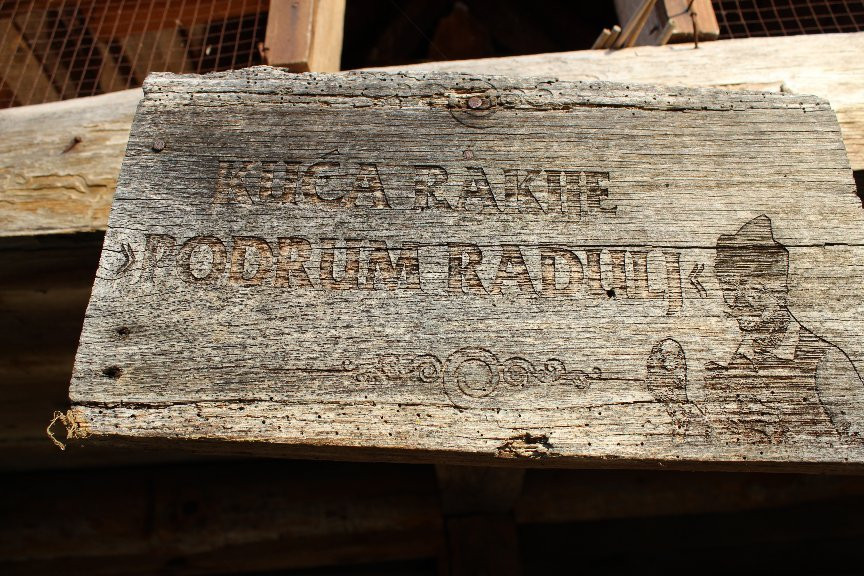 KUĆA RAKIJE
»PODRUM RADULJ«